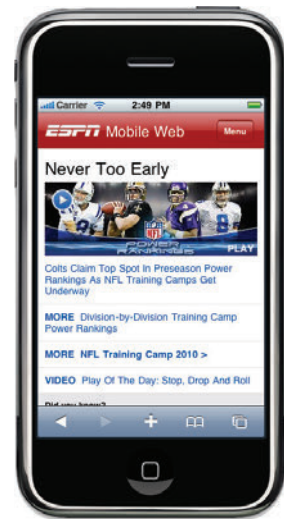 Carrier 2:49 PM
ESPN Mobile Web Menu
Never Too Early
NFL
POWER
RANKINGS
PLAY
Colts Claim Top Spot In Preseason Power
Rankings As NFL Training Camps Get
Underway
MORE Division-by-Division Training Camp
Power Rankings
MORE NFL Training Camp 2010 >
VIDEO Play Of The Day: Stop, Drop And Roll
Did you know?